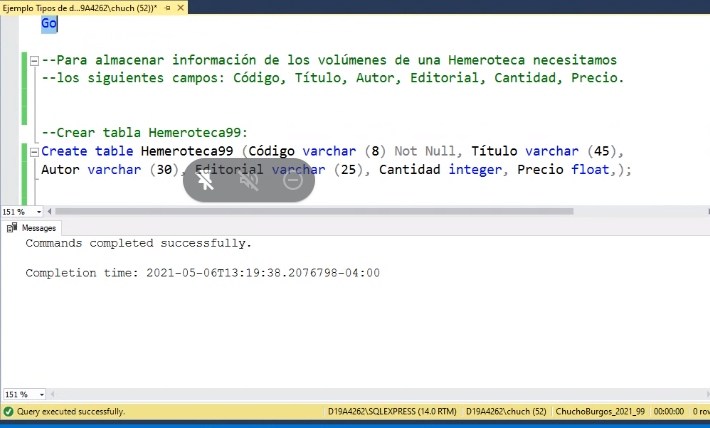 Ejemplo Tipos de d...9A4262\chuch (52))*
Go
--Para almacenar información de los volúmenes de una Hemeroteca necesitamos
--los siguientes campos: Código, Título, Autor, Editorial, Cantidad, Precio.
--Crear tabla Hemeroteca99:
Create table Hemeroteca99 (Código varchar (8) Not Null, Título varchar (45),
Autor varchar (30), Editorial varchar (25), Cantidad integer, Precio float,);
151 %
Messages
Commands completed successfully.
Completion time: 2021-05-06T13:19:38.2076798-04:00
151 %
Query executed successfully. D19A4262\SQLEXPRESS (14.0 RTM) D19A4262\chuch (52) ChuchoBurgos_2021_99 00:00:00 0 rov